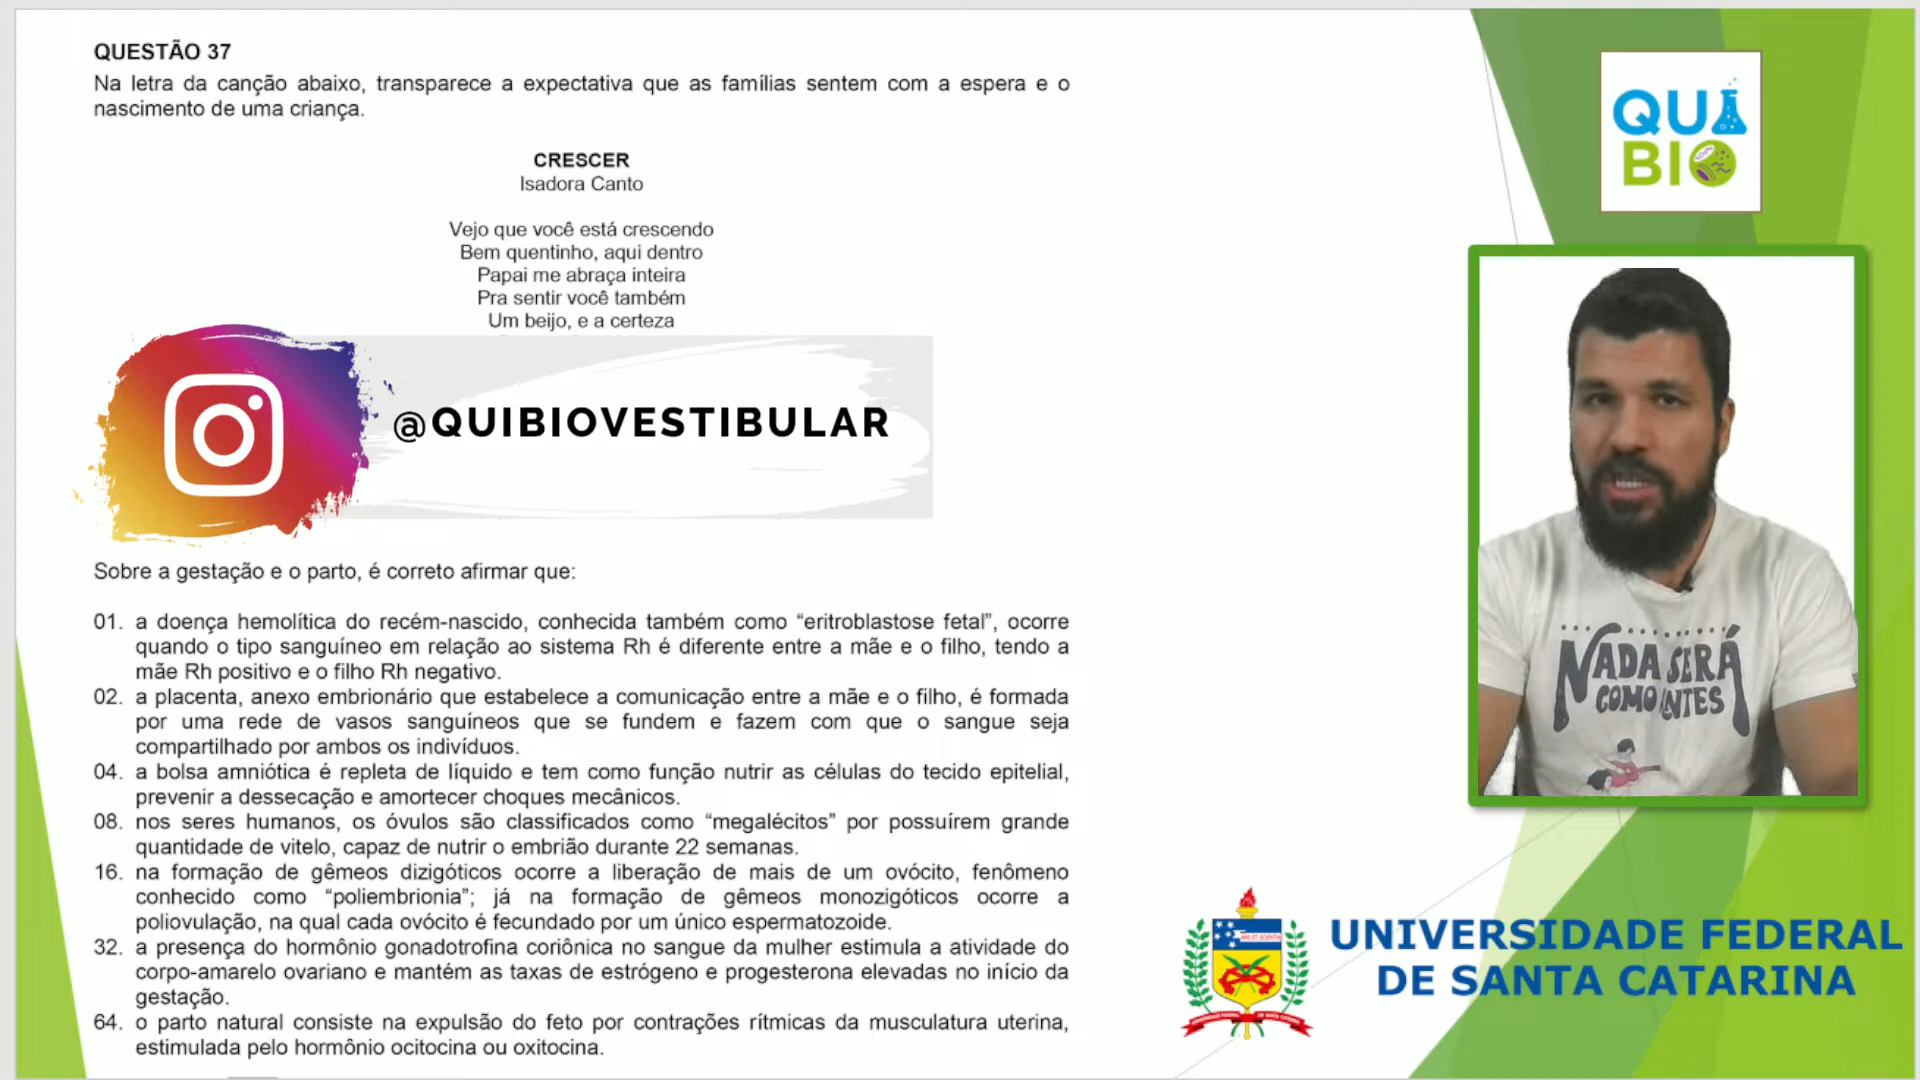 QUESTÃO 37
Na letra da canção abaixo, transparece a expectativa que as famílias sentem com a espera e o
nascimento de uma criança.
CRESCER
Isadora Canto
Vejo que você está crescendo
Bem quentinho, aqui dentro
Papai me abraça inteira
Pra sentir você também
Um beijo, e a certeza
@QUIBIOVESTIBULAR
Sobre a gestação e o parto, é correto afirmar que:
01. a doença hemolítica do recém-nascido, conhecida também como “eritroblastose fetal”, ocorre
quando o tipo sanguíneo em relação ao sistema Rh é diferente entre a mãe e o filho, tendo a
mãe Rh positivo e o filho Rh negativo.
02. a placenta, anexo embrionário que estabelece a comunicação entre a mãe e o filho, é formada
por uma rede de vasos sanguíneos que se fundem e fazem com que o sangue seja
compartilhado por ambos os indivíduos.
04. a bolsa amniótica é repleta de líquido e tem como função nutrir as células do tecido epitelial,
prevenir a dessecação e amortecer choques mecânicos.
08. nos seres humanos, os óvulos são classificados como “megalécitos” por possuírem grande
quantidade de vitelo, capaz de nutrir o embrião durante 22 semanas.
16. na formação de gêmeos dizigóticos ocorre a liberação de mais de um ovócito, fenômeno
conhecido como “poliembrionia”; já na formação de gêmeos monozigóticos ocorre a
poliovulação, na qual cada ovócito é fecundado por um único espermatozoide.
32. a presença do hormônio gonadotrofina coriônica no sangue da mulher estimula a atividade do
corpo-amarelo ovariano e mantém as taxas de estrógeno e progesterona elevadas no início da
gestação.
64. o parto natural consiste na expulsão do feto por contrações rítmicas da musculatura uterina,
estimulada pelo hormônio ocitocina ou oxitocina.
QUI
BIO
NADA SERÁ
COMO ANTES
UNIVERSIDADE FEDERAL
DE SANTA CATARINA